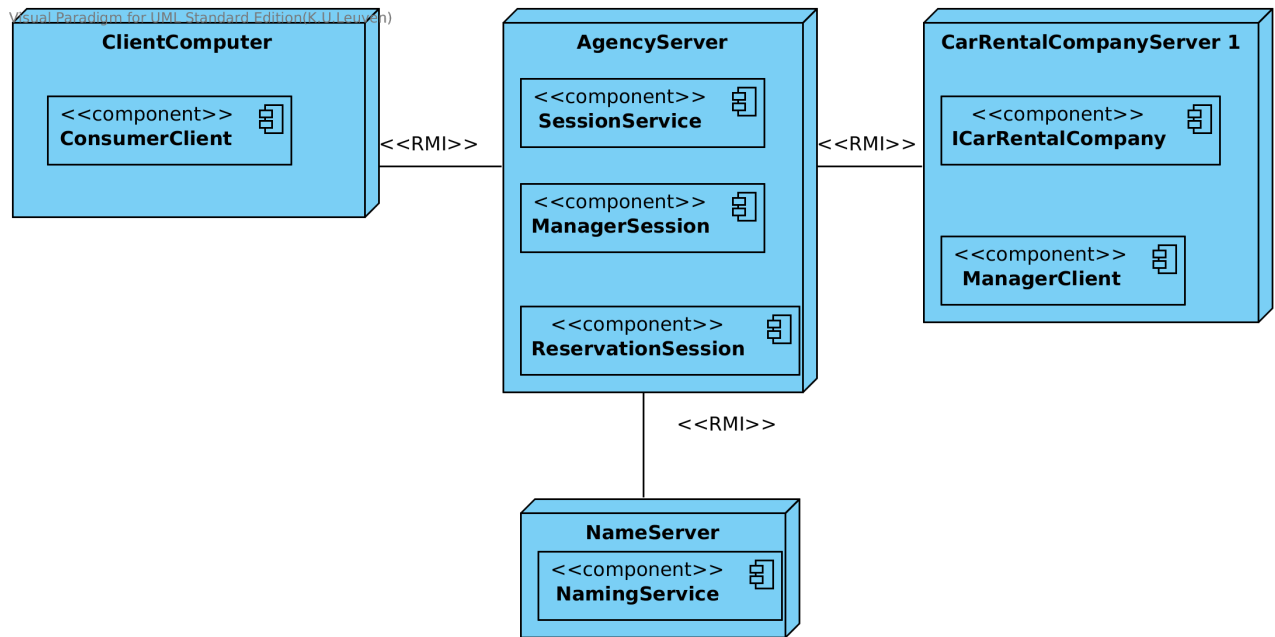 Visual Paradigm for UML Standard Edition(K.U.Leuven)
ClientComputer
<<component>>
ConsumerClient
<<RMI>>
AgencyServer
<<component>>
SessionService
<<component>>
ManagerSession
<<component>>
ReservationSession
<<RMI>>
CarRentalCompanyServer 1
<<component>>
ICarRentalCompany
<<component>>
ManagerClient
<<RMI>>
NameServer
<<component>>
NamingService